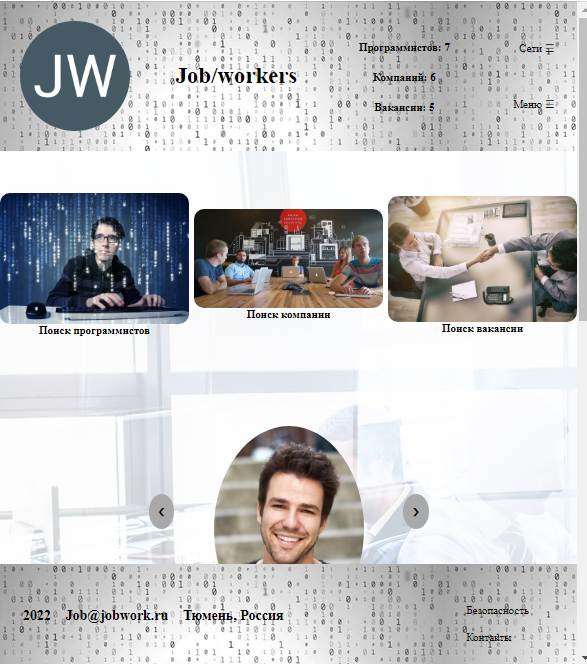 JW
Job/workers
Программистов: 7
Компаний: 6
Вакансии: 5
Сети
Меню
Поиск программистов
Поиск компании
Поиск вакансии
2022 Job@jobwork.ru Тюмень, Россия
Безопасность
Контакты